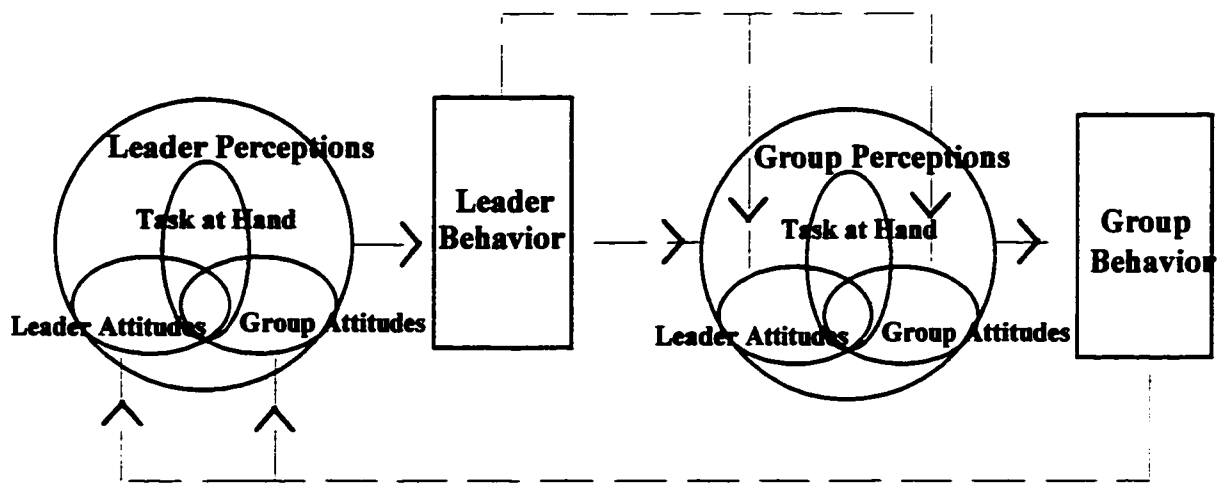 Leader Perceptions
Task at Hand
Leader Attitudes
Group Attitudes
Leader
Behavior
Group Perceptions
Task at Hand
Leader Attitudes
Group Attitudes
Group
Behavior